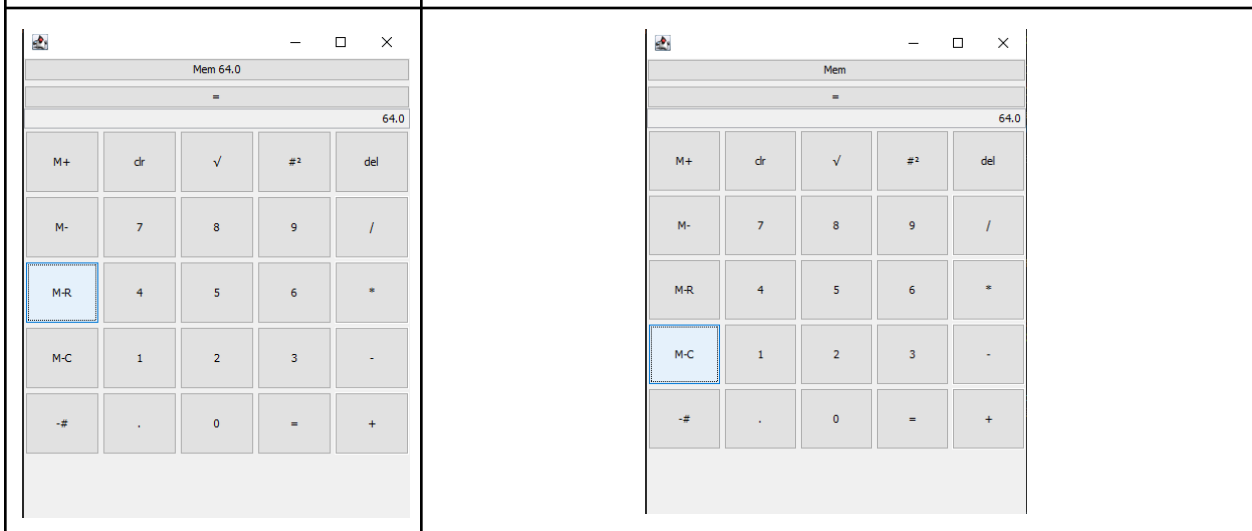 Mem 64.0
=
64.0
M+ clr √ #² del
M- 7 8 9 /
M-R 4 5 6 *
M-C 1 2 3 -
-# . 0 = +
Mem
=
64.0
M+ clr √ #² del
M- 7 8 9 /
M-R 4 5 6 *
M-C 1 2 3 -
-# . 0 = +